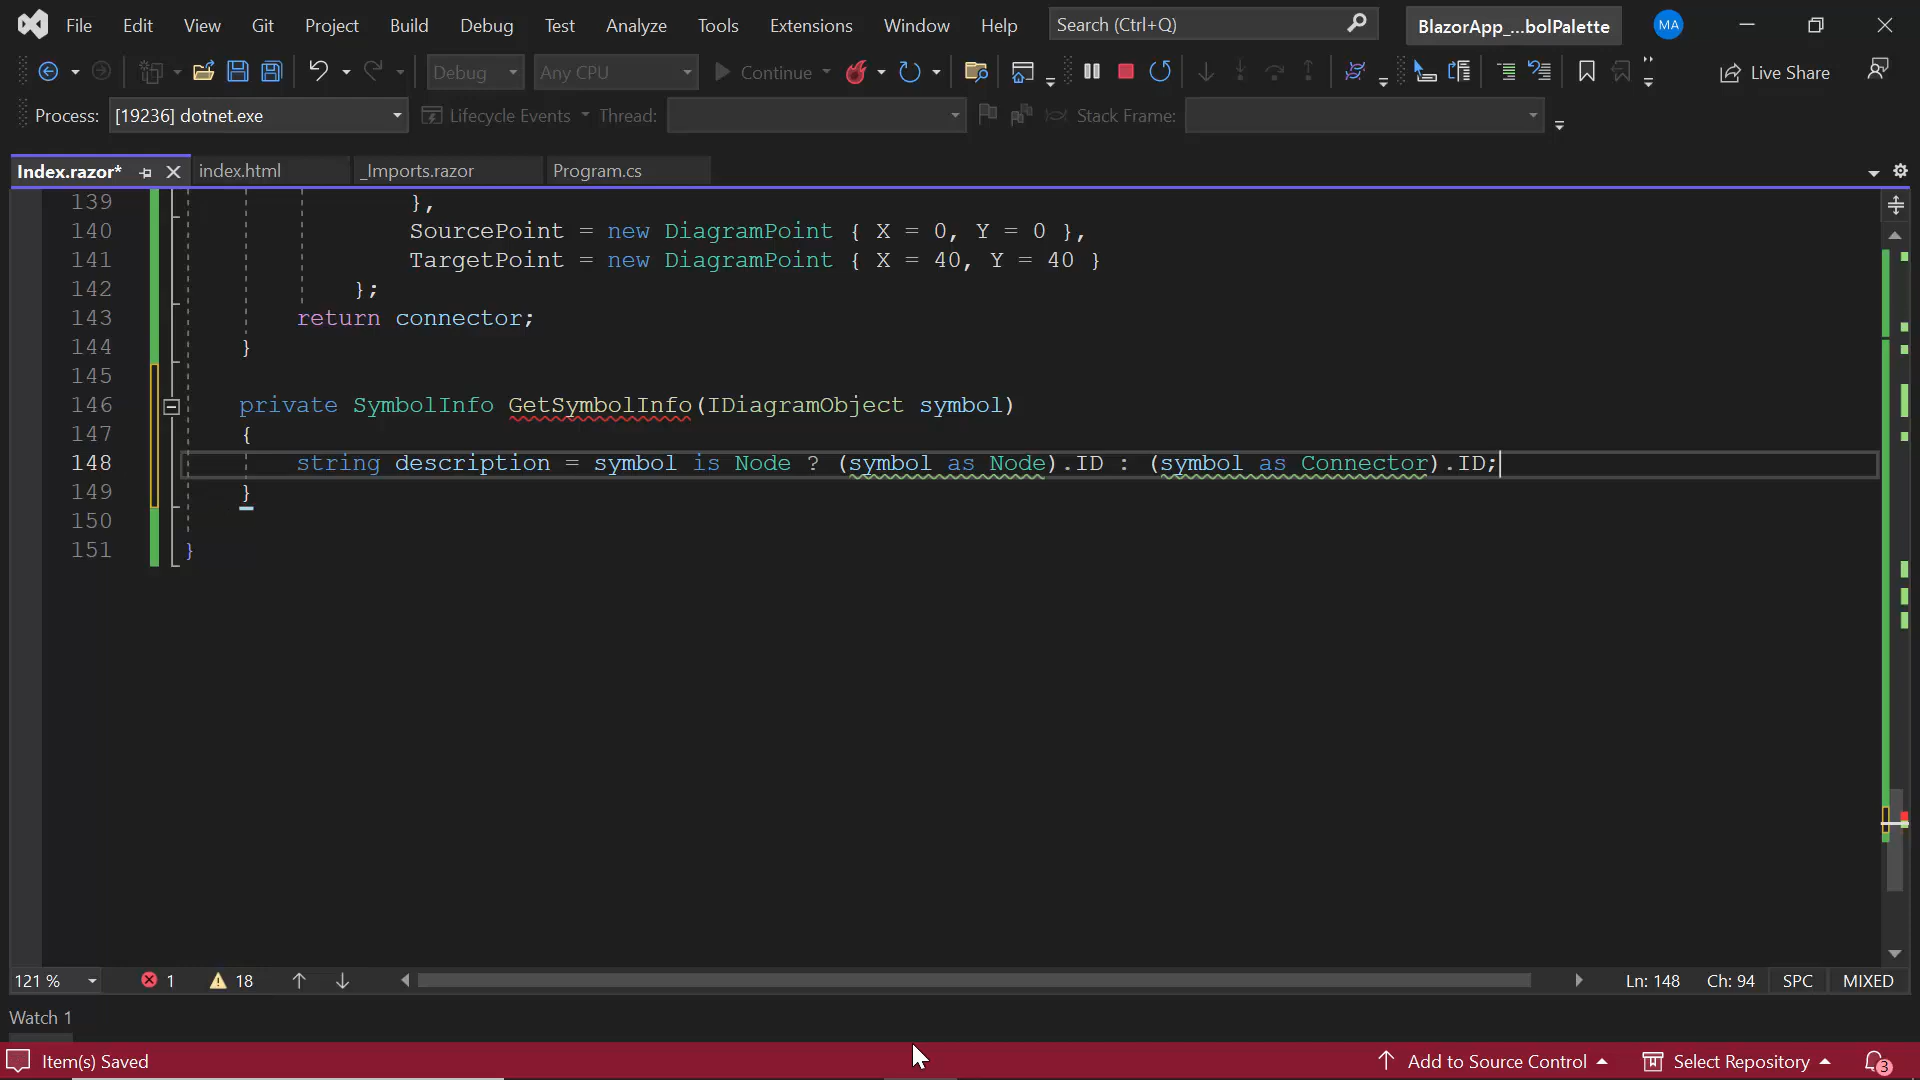 File Edit View Git Project Build Debug Test Analyze Tools Extensions Window Help Search (Ctrl+Q) BlazorApp_...bolPalette MA
Debug Any CPU Continue Live Share
Process: [19236] dotnet.exe Lifecycle Events Thread: Stack Frame:
Index.razor* index.html _Imports.razor Program.cs
139 },
140 SourcePoint = new DiagramPoint { X = 0, Y = 0 },
141 TargetPoint = new DiagramPoint { X = 40, Y = 40 }
142 };
143 return connector;
144 }
145
146 private SymbolInfo GetSymbolInfo(IDiagramObject symbol)
147 {
148 string description = symbol is Node ? (symbol as Node).ID : (symbol as Connector).ID;
149 }
150
151 }
121 % 1 18 Ln: 148 Ch: 94 SPC MIXED
Watch 1
Item(s) Saved Add to Source Control Select Repository 3